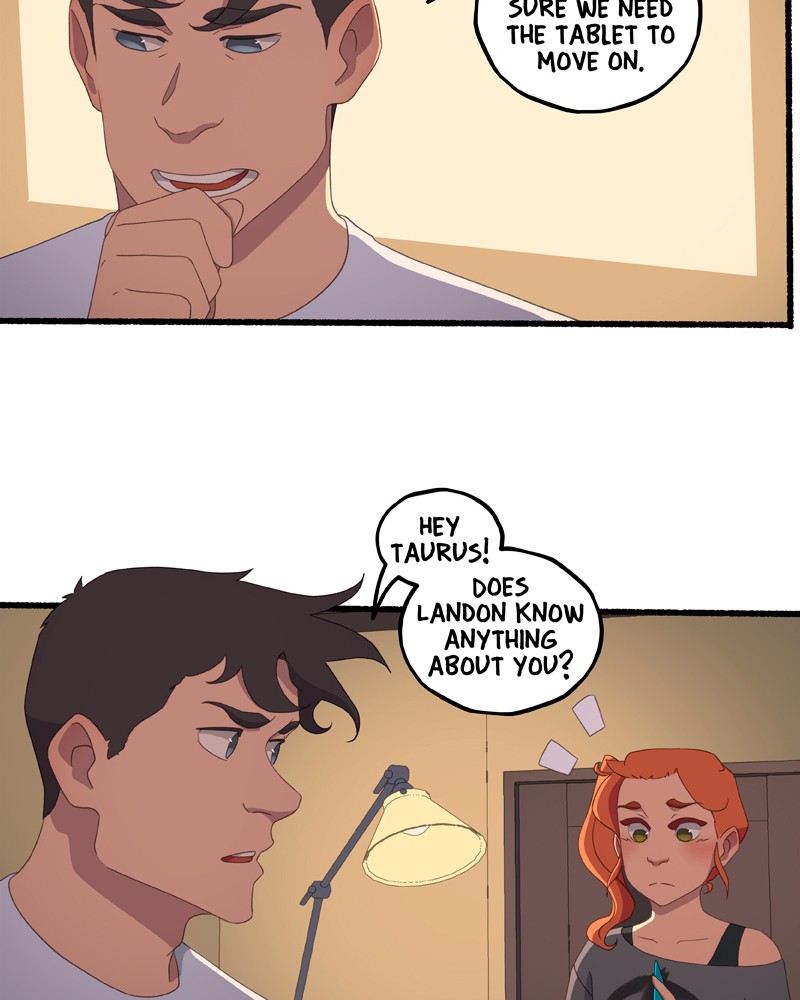 SURE WE NEED
THE TABLET TO
MOVE ON.
HEY
TAURUS!
DOES
LANDON KNOW
ANYTHING
ABOUT YOU?